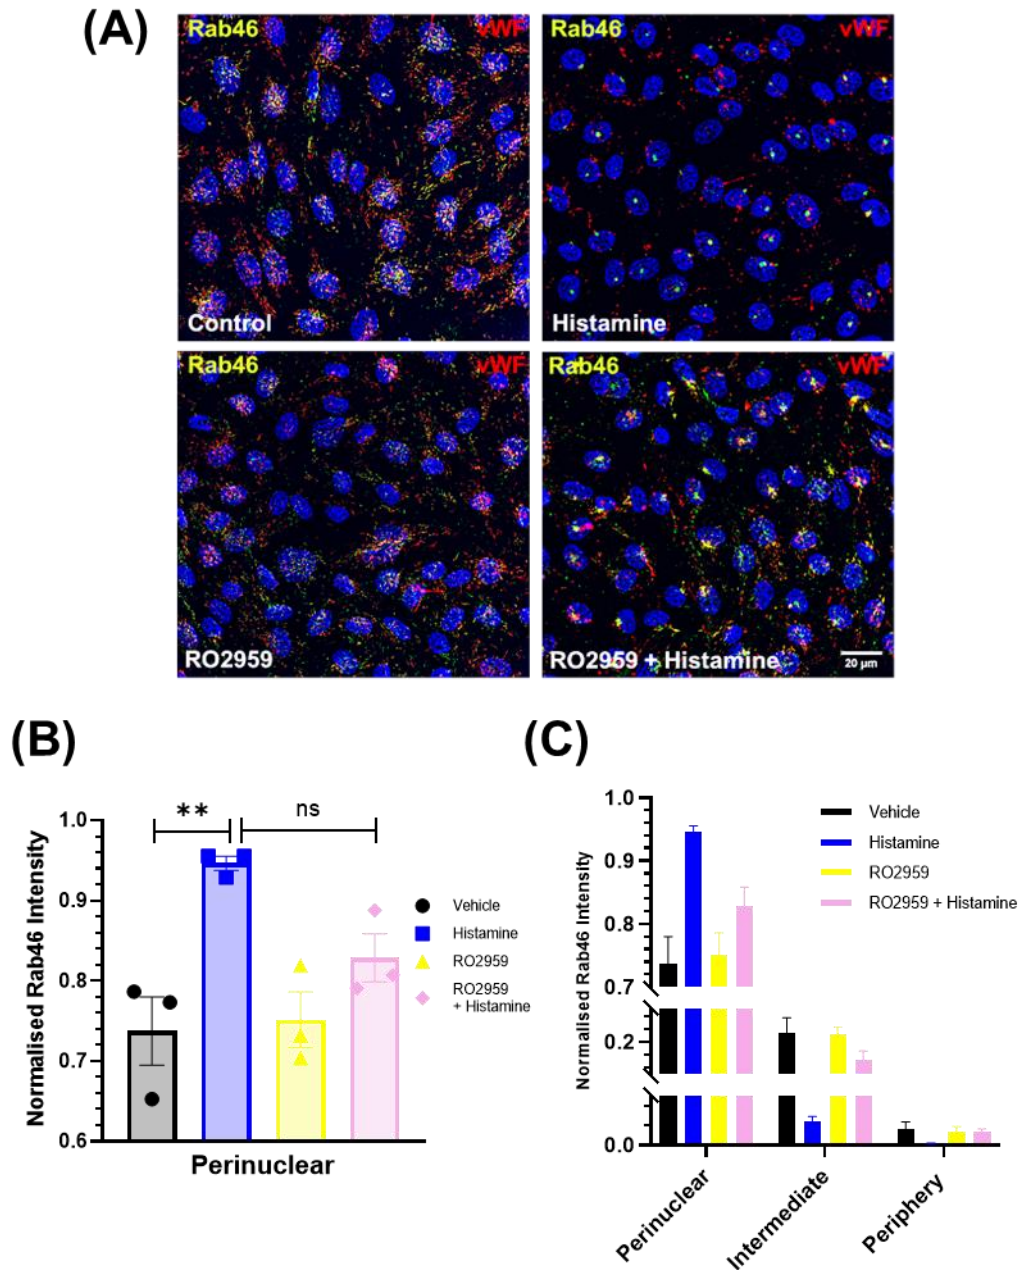 (A)
Rab46 vWF
Control
Rab46 vWF
Histamine
Rab46 vWF
RO2959
Rab46 vWF
RO2959 + Histamine
20 µm
(B)
Normalised Rab46 Intensity
1.0
0.9
0.8
0.7
0.6
**
ns
Perinuclear
Vehicle
Histamine
RO2959
RO2959
+ Histamine
(C)
Normalised Rab46 Intensity
1.0
0.9
0.8
0.7
0.2
0.0
Perinuclear
Intermediate
Periphery
Vehicle
Histamine
RO2959
RO2959 + Histamine